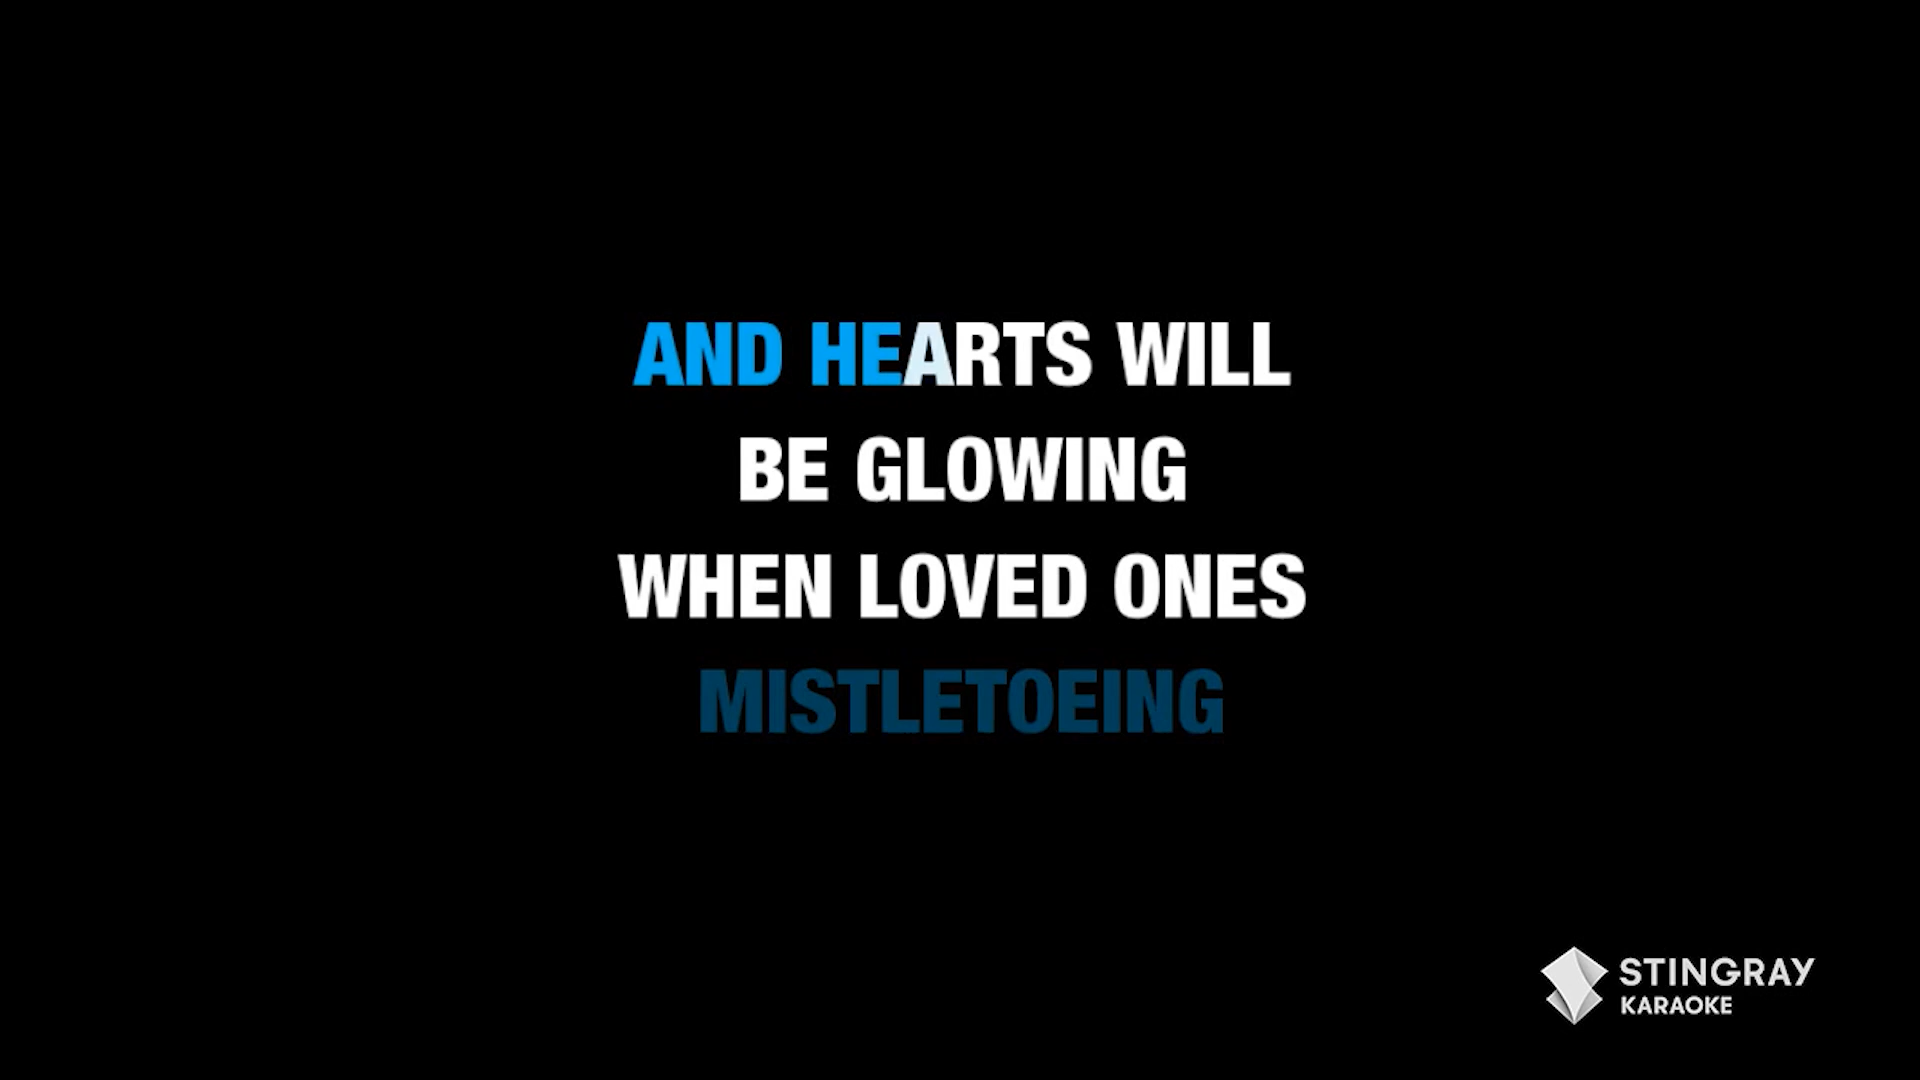 AND HEARTS WILL
BE GLOWING
WHEN LOVED ONES
MISTLETOEING
STINGRAY
KARAOKE